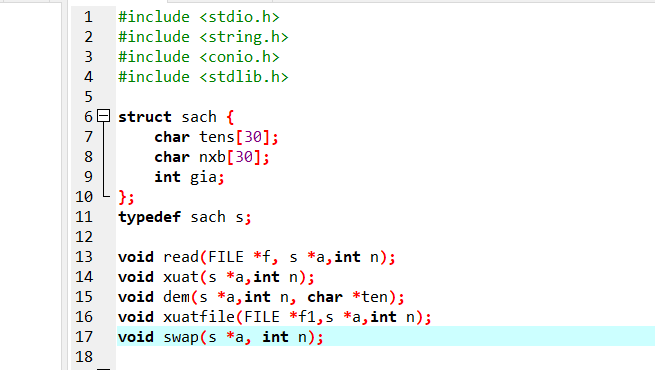 1 #include <stdio.h>
2 #include <string.h>
3 #include <conio.h>
4 #include <stdlib.h>
5
6 struct sach {
7 char tens[30];
8 char nxb[30];
9 int gia;
10 };
11 typedef sach s;
12
13 void read(FILE *f, s *a,int n);
14 void xuat(s *a,int n);
15 void dem(s *a,int n, char *ten);
16 void xuatfile(FILE *f1,s *a,int n);
17 void swap(s *a, int n);
18